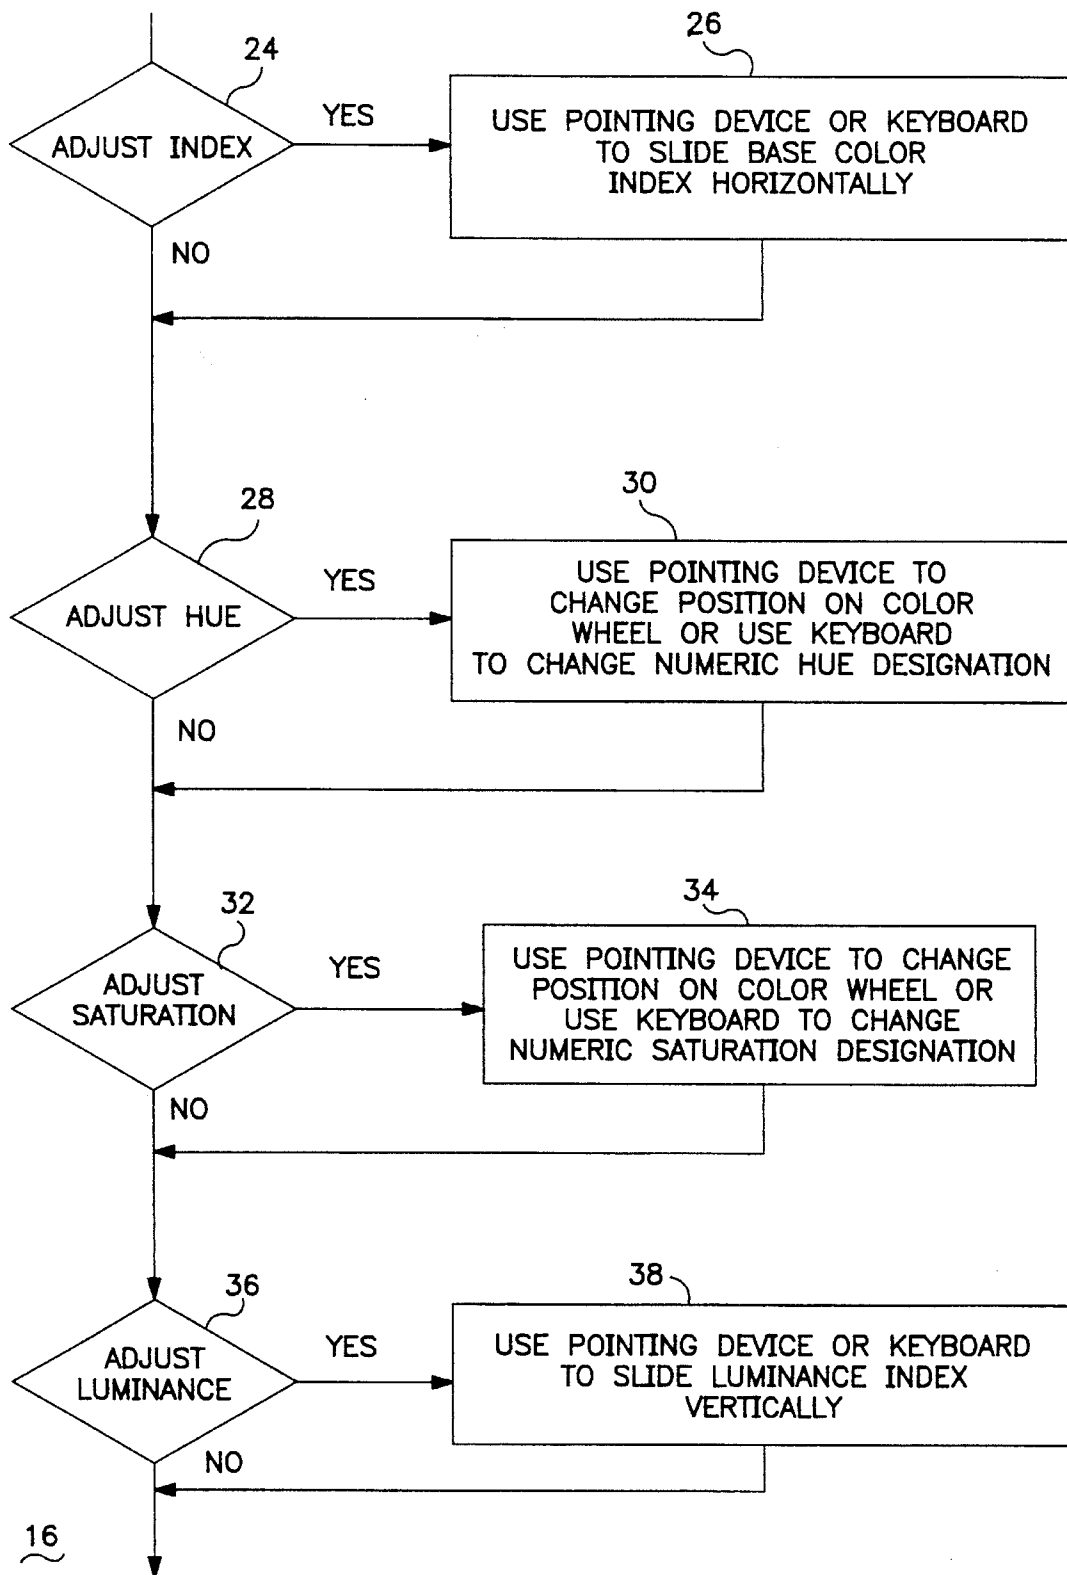 24
ADJUST INDEX
YES
NO
26
USE POINTING DEVICE OR KEYBOARD
TO SLIDE BASE COLOR
INDEX HORIZONTALLY
28
ADJUST HUE
YES
NO
30
USE POINTING DEVICE TO
CHANGE POSITION ON COLOR
WHEEL OR USE KEYBOARD
TO CHANGE NUMERIC HUE DESIGNATION
32
ADJUST
SATURATION
YES
NO
34
USE POINTING DEVICE TO CHANGE
POSITION ON COLOR WHEEL OR
USE KEYBOARD TO CHANGE
NUMERIC SATURATION DESIGNATION
36
ADJUST
LUMINANCE
YES
NO
38
USE POINTING DEVICE OR KEYBOARD
TO SLIDE LUMINANCE INDEX
VERTICALLY
16